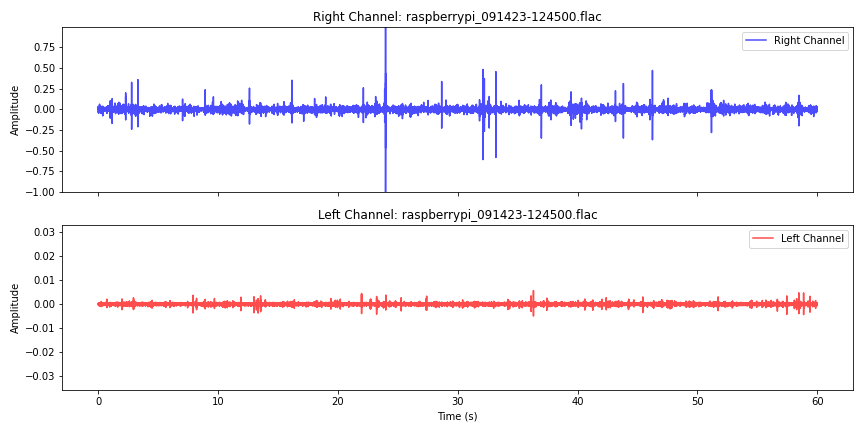 Right Channel: raspberrypi_091423-124500.flac
Right Channel
Amplitude
0.75
0.50
0.25
0.00
−0.25
−0.50
−0.75
−1.00
Left Channel: raspberrypi_091423-124500.flac
Left Channel
Amplitude
0.03
0.02
0.01
0.00
−0.01
−0.02
−0.03
0 10 20 30 40 50 60
Time (s)